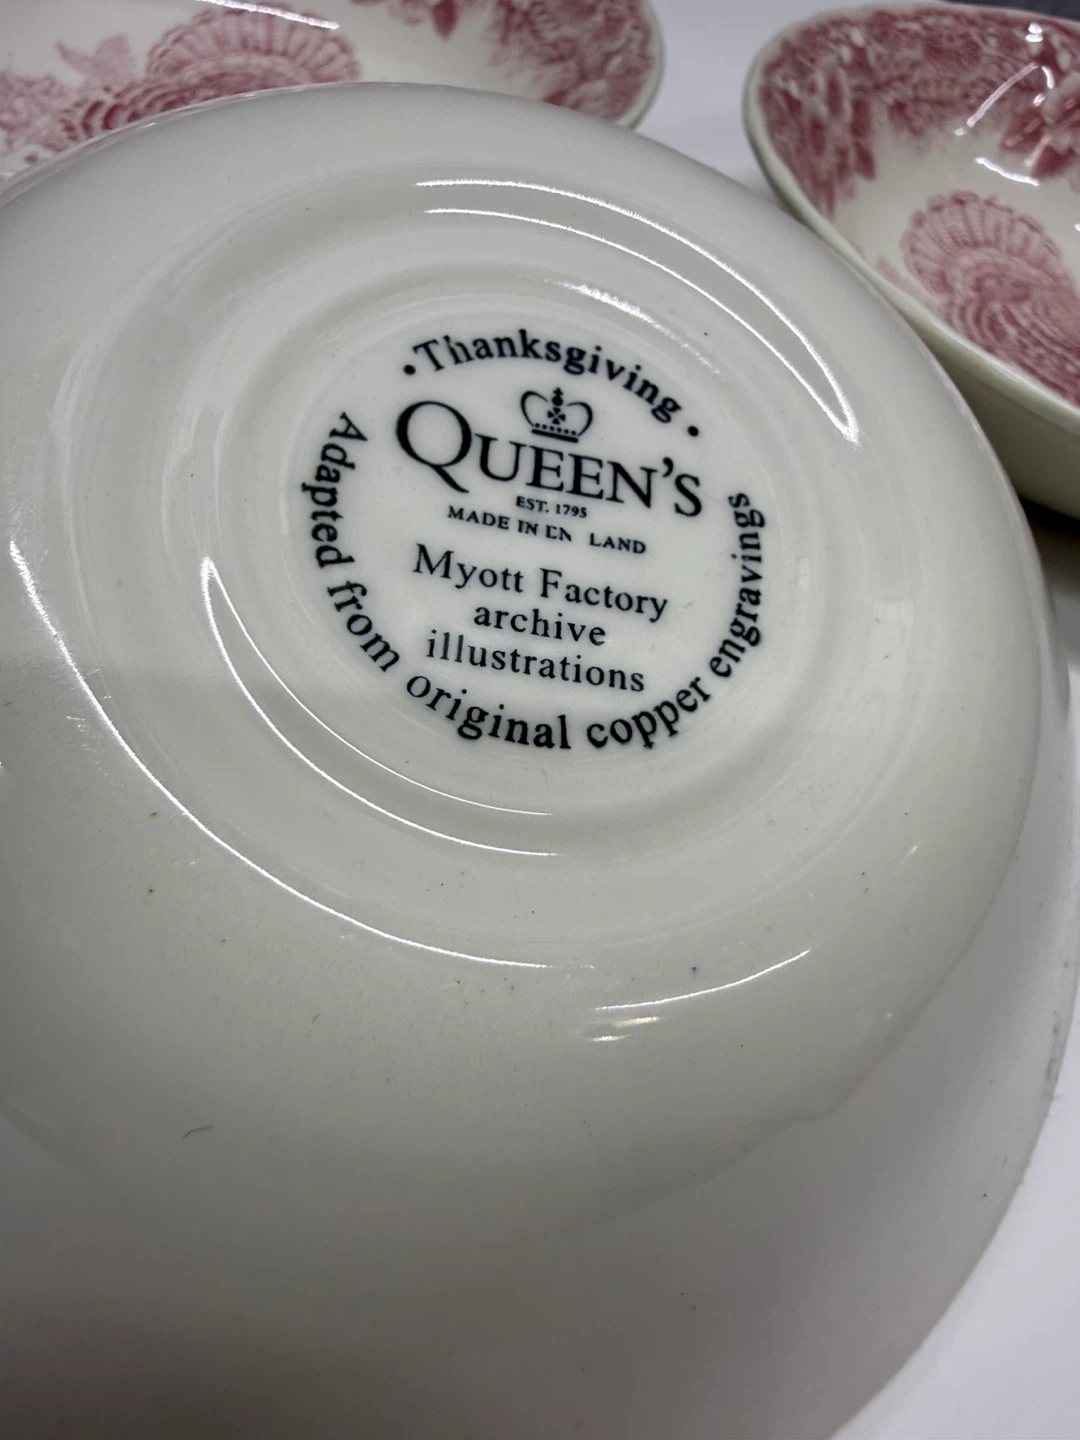 • Thanksgiving •
QUEEN'S
EST. 1795
MADE IN EN LAND
Myott Factory
archive
illustrations
Adapted from original copper engravings